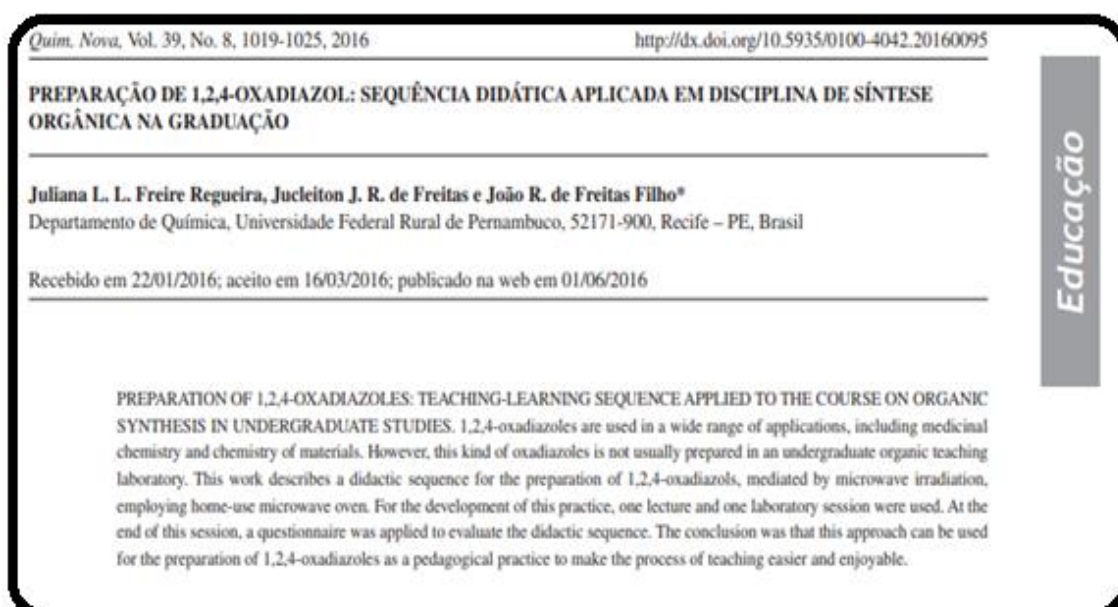 Quim. Nova, Vol. 39, No. 8, 1019-1025, 2016
http://dx.doi.org/10.5935/0100-4042.20160095
PREPARAÇÃO DE 1,2,4-OXADIAZOL: SEQUÊNCIA DIDÁTICA APLICADA EM DISCIPLINA DE SÍNTESE
ORGÂNICA NA GRADUAÇÃO
Juliana L. L. Freire Regueira, Jucleiton J. R. de Freitas e João R. de Freitas Filho*
Departamento de Química, Universidade Federal Rural de Pernambuco, 52171-900, Recife – PE, Brasil
Recebido em 22/01/2016; aceito em 16/03/2016; publicado na web em 01/06/2016
Educação
PREPARATION OF 1,2,4-OXADIAZOLES: TEACHING-LEARNING SEQUENCE APPLIED TO THE COURSE ON ORGANIC
SYNTHESIS IN UNDERGRADUATE STUDIES. 1,2,4-oxadiazoles are used in a wide range of applications, including medicinal
chemistry and chemistry of materials. However, this kind of oxadiazoles is not usually prepared in an undergraduate organic teaching
laboratory. This work describes a didactic sequence for the preparation of 1,2,4-oxadiazols, mediated by microwave irradiation,
employing home-use microwave oven. For the development of this practice, one lecture and one laboratory session were used. At the
end of this session, a questionnaire was applied to evaluate the didactic sequence. The conclusion was that this approach can be used
for the preparation of 1,2,4-oxadiazoles as a pedagogical practice to make the process of teaching easier and enjoyable.